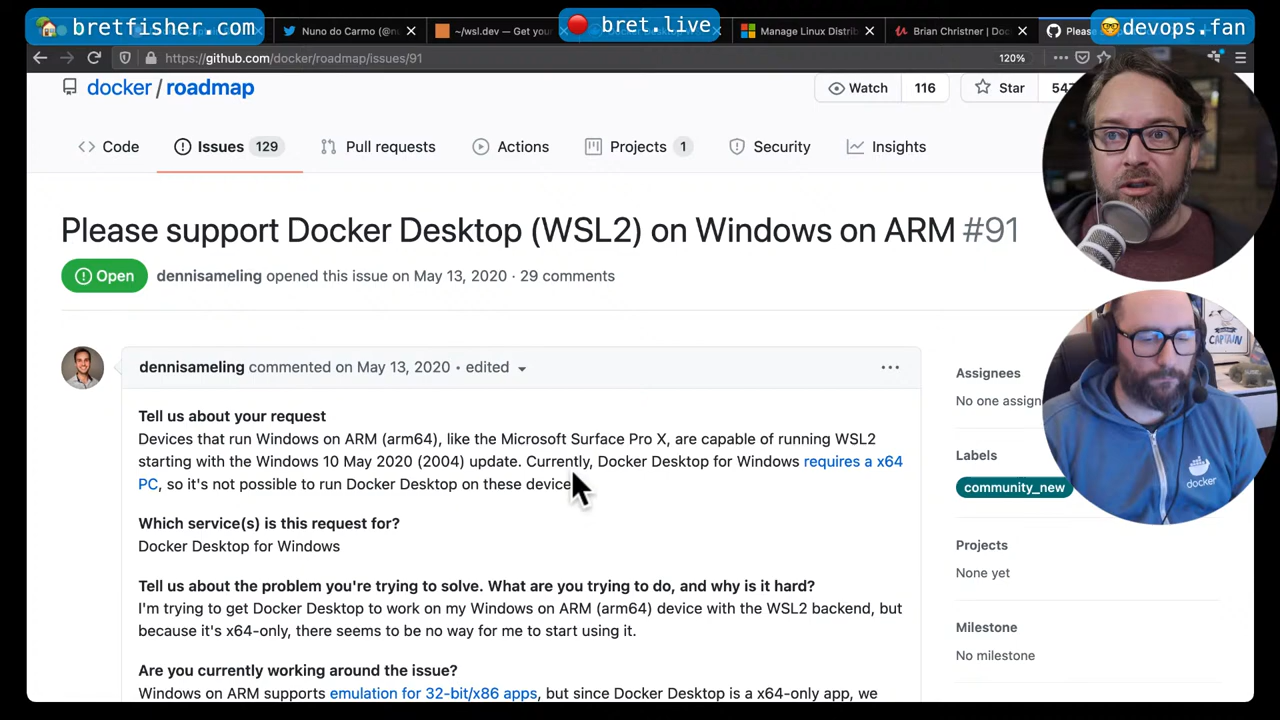 bretfisher.com
bret.live
devops.fan
Nuno do Carmo (@n
~/wsl.dev — Get you
Manage Linux Distrib
Brian Christner | Doc
Pleas
https://github.com/docker/roadmap/issues/91
120%
docker / roadmap
Watch 116
Star 547
Code
Issues 129
Pull requests
Actions
Projects 1
Security
Insights
Please support Docker Desktop (WSL2) on Windows on ARM #91
Open
dennisameling opened this issue on May 13, 2020 · 29 comments
dennisameling commented on May 13, 2020 • edited
Tell us about your request
Devices that run Windows on ARM (arm64), like the Microsoft Surface Pro X, are capable of running WSL2
starting with the Windows 10 May 2020 (2004) update. Currently, Docker Desktop for Windows requires a x64
PC, so it's not possible to run Docker Desktop on these device
Which service(s) is this request for?
Docker Desktop for Windows
Tell us about the problem you're trying to solve. What are you trying to do, and why is it hard?
I'm trying to get Docker Desktop to work on my Windows on ARM (arm64) device with the WSL2 backend, but
because it's x64-only, there seems to be no way for me to start using it.
Are you currently working around the issue?
Windows on ARM supports emulation for 32-bit/x86 apps, but since Docker Desktop is a x64-only app, we
Assignees
No one assign
Labels
community_new
Projects
None yet
Milestone
No milestone
CAPTAIN
docker